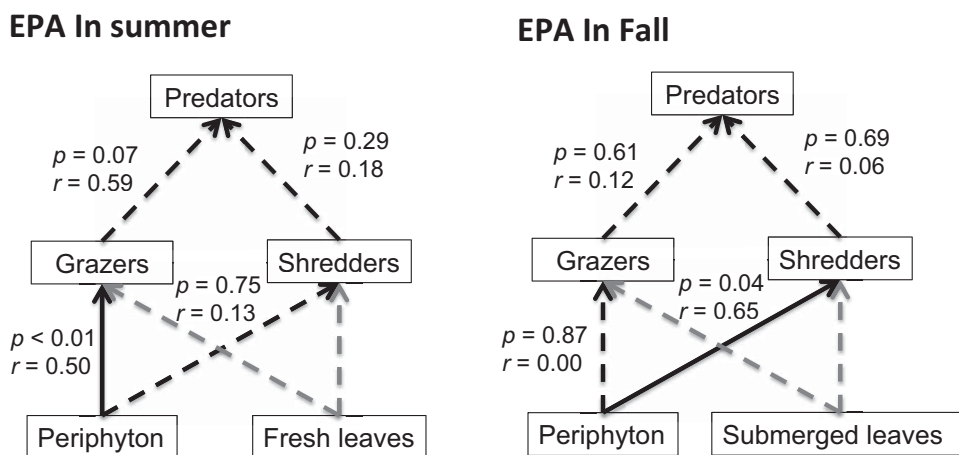 EPA In summer
Predators
p = 0.07
r = 0.59
p = 0.29
r = 0.18
Grazers
Shredders
p = 0.75
r = 0.13
p < 0.01
r = 0.50
Periphyton
Fresh leaves
EPA In Fall
Predators
p = 0.61
r = 0.12
p = 0.69
r = 0.06
Grazers
Shredders
p = 0.04
r = 0.65
p = 0.87
r = 0.00
Periphyton
Submerged leaves